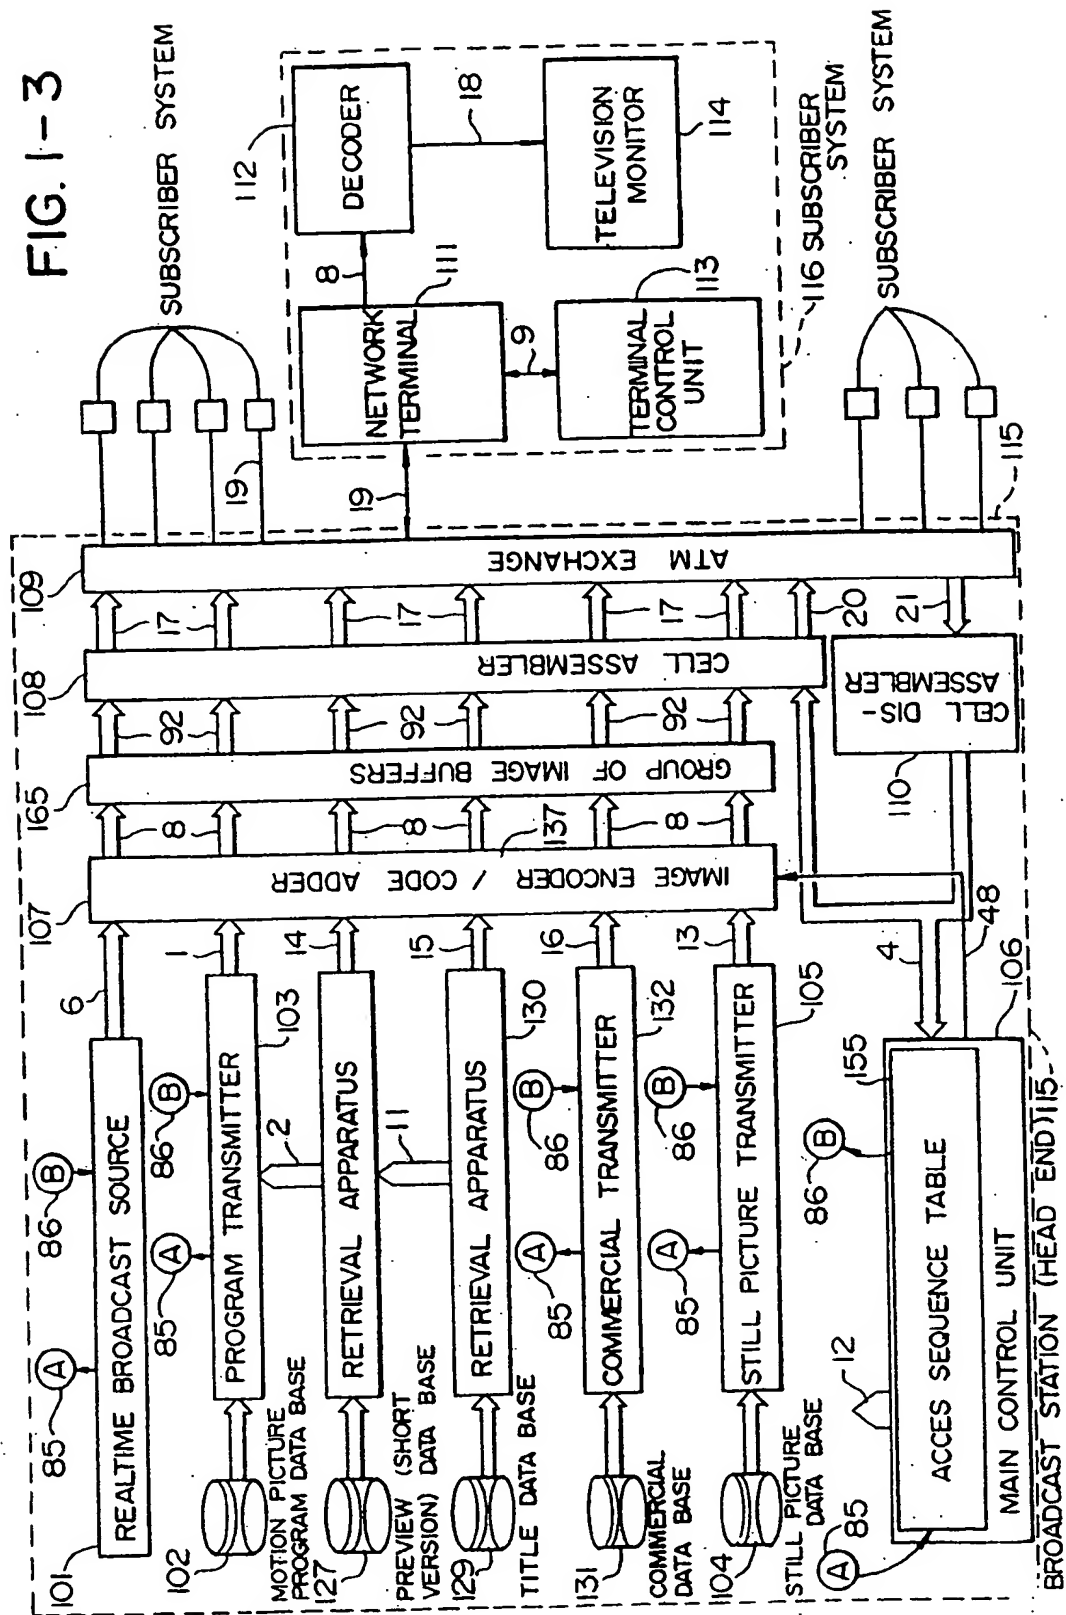 FIG. 1-3
SUBSCRIBER SYSTEM
101
85
A
86
B
REALTIME BROADCAST SOURCE
6
102
MOTION PICTURE
PROGRAM DATA BASE
85
A
86
B
PROGRAM TRANSMITTER
103
1
2
127
PREVIEW (SHORT
VERSION) DATA BASE
RETRIEVAL APPARATUS
14
11
129
TITLE DATA BASE
RETRIEVAL APPARATUS
130
15
131
COMMERCIAL
DATA BASE
85
A
86
B
COMMERCIAL TRANSMITTER
132
16
104
STILL PICTURE
DATA BASE
85
A
86
B
STILL PICTURE TRANSMITTER
105
13
85
A
12
86
B
155
ACCES SEQUENCE TABLE
MAIN CONTROL UNIT
106
4
48
BROADCAST STATION (HEAD END)115
107
IMAGE ENCODER / CODE ADDER
137
8
8
8
8
8
165
GROUP OF IMAGE BUFFERS
92
92
92
92
108
CELL ASSEMBLER
17
17
17
17
20
21
CELL DIS-
ASSEMBLER
110
109
ATM EXCHANGE
115
19
19
NETWORK
TERMINAL
111
8
112
DECODER
18
9
TERMINAL
CONTROL
UNIT
113
TELEVISION
MONITOR
114
116 SUBSCRIBER
SYSTEM
SUBSCRIBER SYSTEM